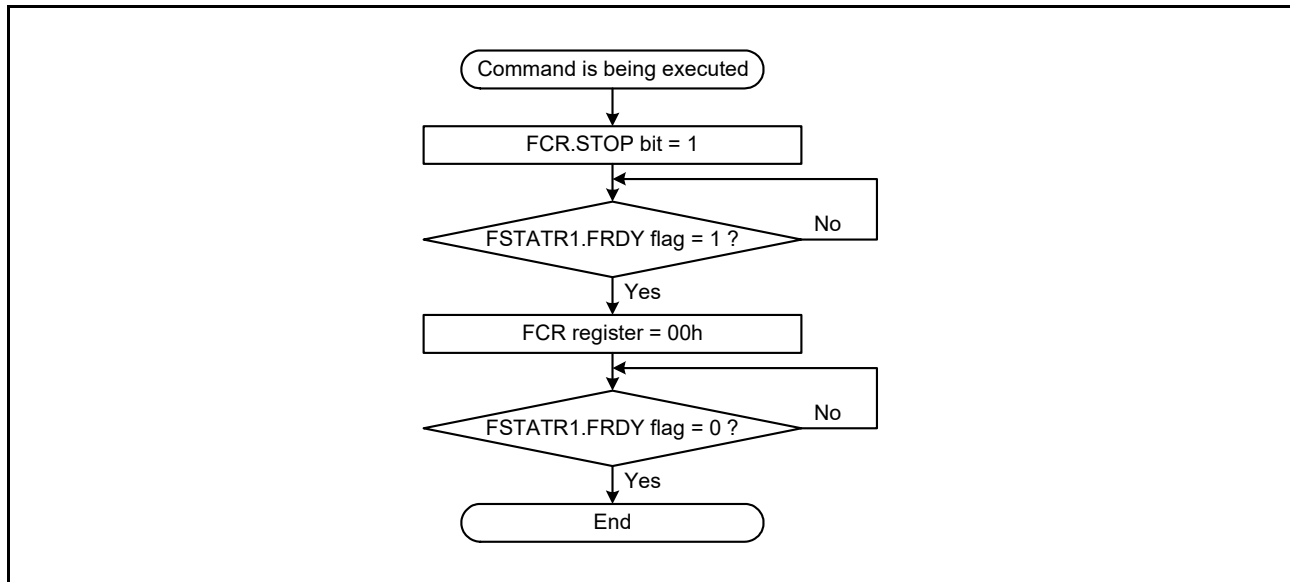 Command is being executed
FCR.STOP bit = 1
FSTATR1.FRDY flag = 1 ?
No
Yes
FCR register = 00h
FSTATR1.FRDY flag = 0 ?
No
Yes
End